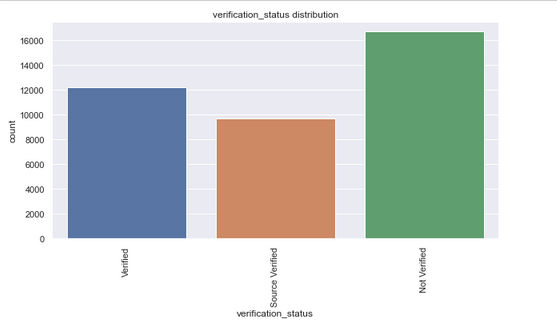 verification_status distribution
16000
14000
12000
10000
8000
6000
4000
2000
0
count
Verified
Source Verified
Not Verified
verification_status